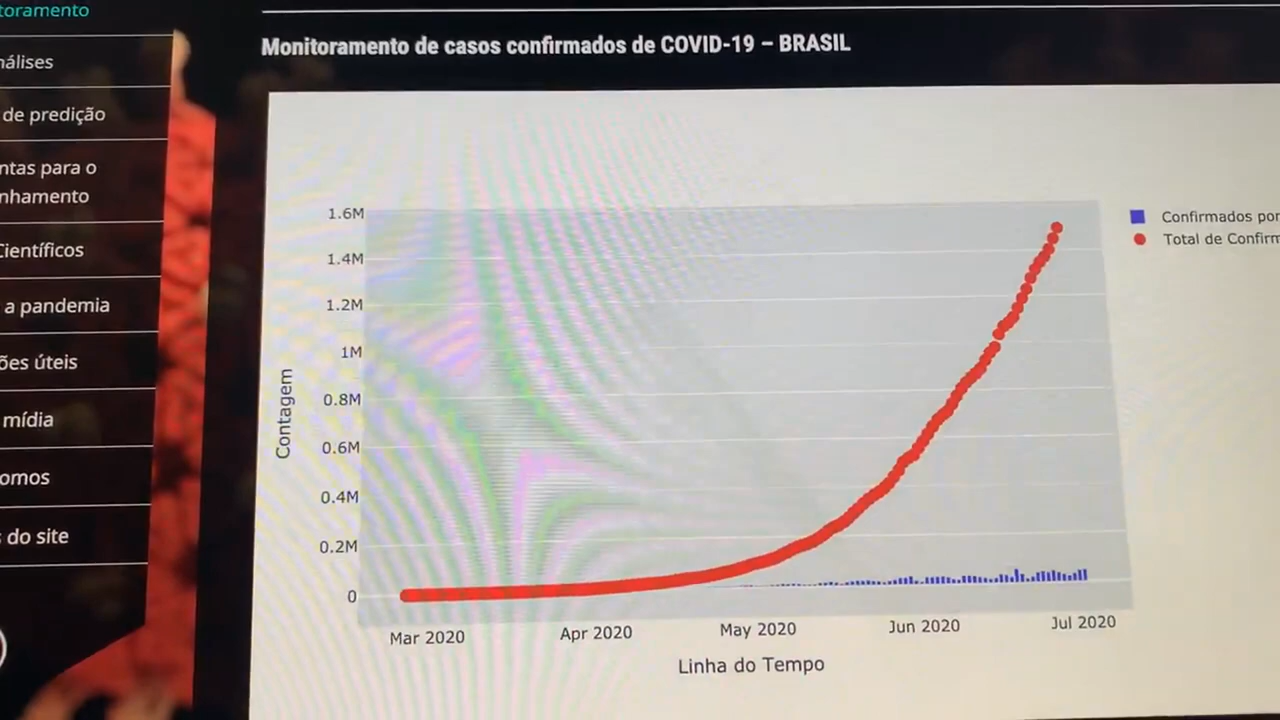 toramento
Monitoramento de casos confirmados de COVID-19 – BRASIL
nálises
de predição
ntas para o
nhamento
Científicos
a pandemia
ões úteis
mídia
omos
do site
1.6M
1.4M
1.2M
1M
0.8M
0.6M
0.4M
0.2M
0
Contagem
Mar 2020
Apr 2020
May 2020
Jun 2020
Jul 2020
Linha do Tempo
Confirmados por
Total de Confirm